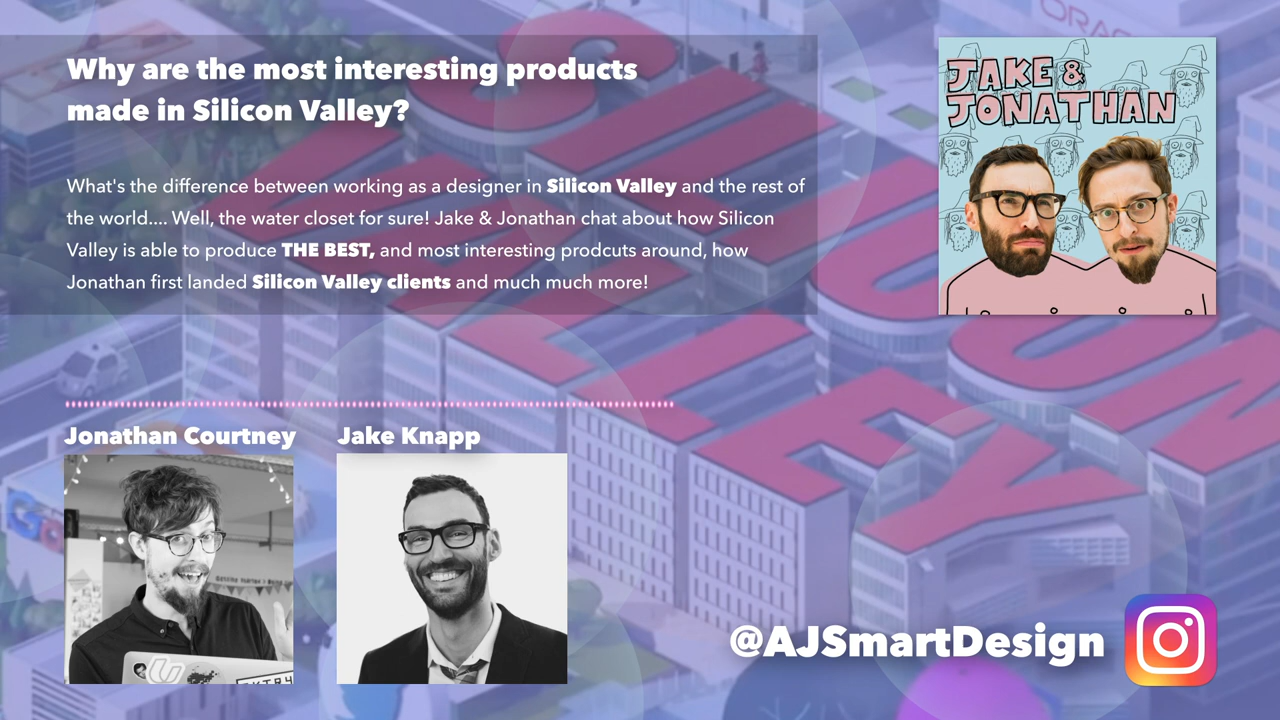 Why are the most interesting products
made in Silicon Valley?
What's the difference between working as a designer in Silicon Valley and the rest of
the world.... Well, the water closet for sure! Jake & Jonathan chat about how Silicon
Valley is able to produce THE BEST, and most interesting prodcuts around, how
Jonathan first landed Silicon Valley clients and much much more!
ORAC
JAKE &
JONATHAN
SILICON
VALLEY
Jonathan Courtney
Jake Knapp
@AJSmartDesign